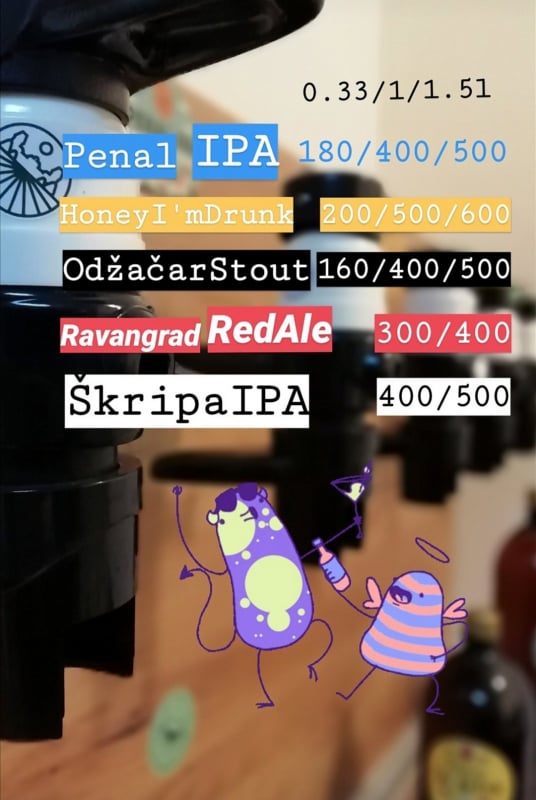 0.33/1/1.5l
Penal IPA 180/400/500
HoneyI'mDrunk 200/500/600
OdžačarStout 160/400/500
Ravangrad RedAle 300/400
ŠkripaIPA 400/500